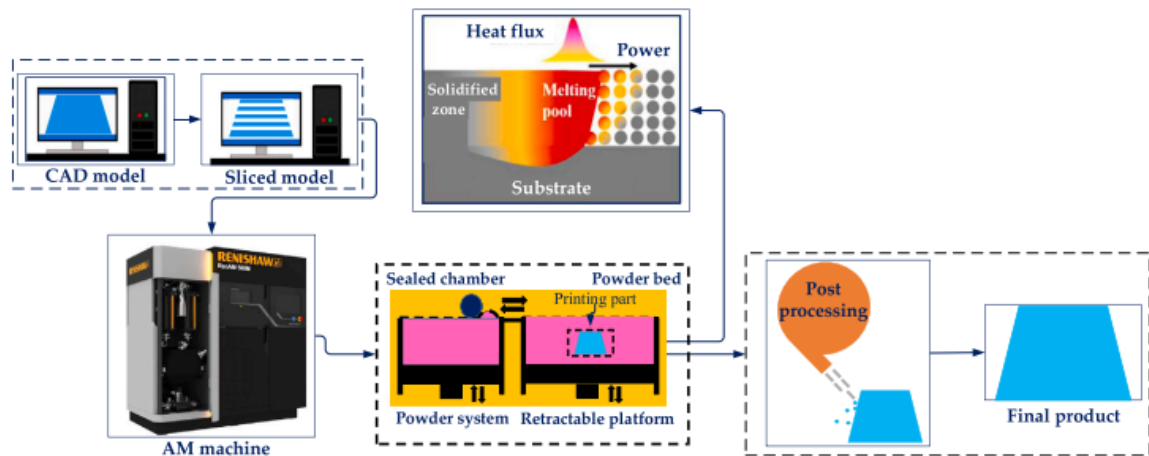 Heat flux
Power
Solidified
zone
Melting
pool
Substrate
CAD model
Sliced model
RENISHAW
AM machine
Sealed chamber
Powder bed
Printing part
Powder system
Retractable platform
Post
processing
Final product